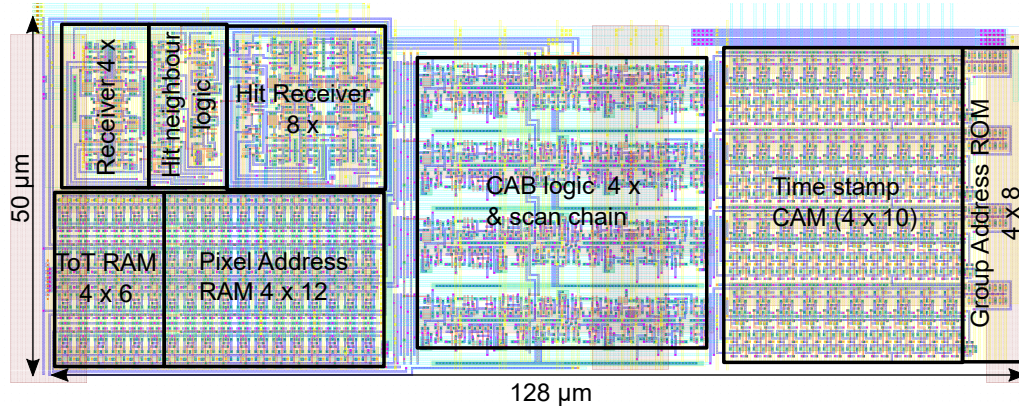 50 µm
Receiver 4 x
Hit neighbour
logic
Hit Receiver
8 x
ToT RAM
4 x 6
Pixel Address
RAM 4 x 12
CAB logic 4 x
& scan chain
Time stamp
CAM (4 x 10)
Group Address ROM
4 x 8
128 µm